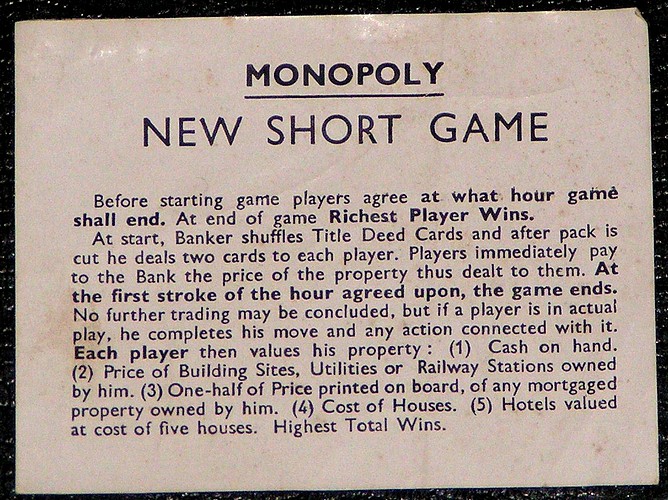 MONOPOLY
NEW SHORT GAME
Before starting game players agree at what hour game
shall end. At end of game Richest Player Wins.
At start, Banker shuffles Title Deed Cards and after pack is
cut he deals two cards to each player. Players immediately pay
to the Bank the price of the property thus dealt to them. At
the first stroke of the hour agreed upon, the game ends.
No further trading may be concluded, but if a player is in actual
play, he completes his move and any action connected with it.
Each player then values his property : (1) Cash on hand.
(2) Price of Building Sites, Utilities or Railway Stations owned
by him. (3) One-half of Price printed on board, of any mortgaged
property owned by him. (4) Cost of Houses. (5) Hotels valued
at cost of five houses. Highest Total Wins.